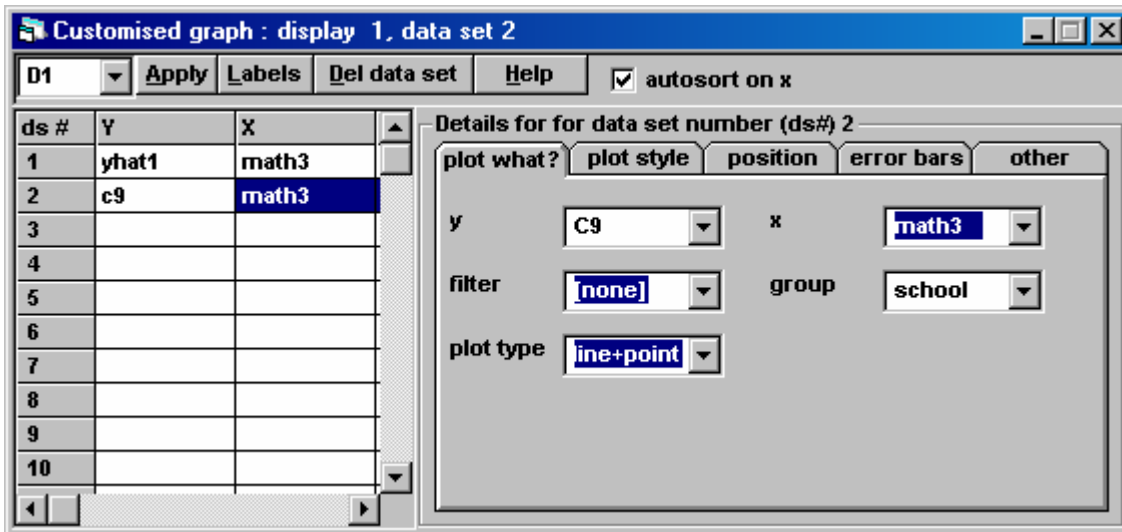 Customised graph : display 1, data set 2
D1 Apply Labels Del data set Help autosort on x
ds # Y X
1 yhat1 math3
2 c9 math3
3
4
5
6
7
8
9
10
Details for for data set number (ds#) 2
plot what? plot style position error bars other
y C9 x math3
filter [none] group school
plot type line+point